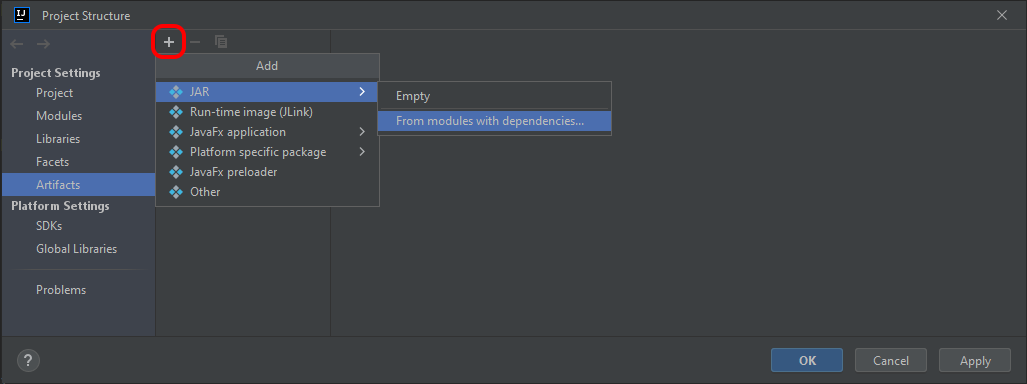 IJ
Project Structure
Project Settings
Project
Modules
Libraries
Facets
Artifacts
Platform Settings
SDKs
Global Libraries
Problems
Add
JAR
Run-time image (JLink)
JavaFx application
Platform specific package
JavaFx preloader
Other
Empty
From modules with dependencies...
?
OK
Cancel
Apply